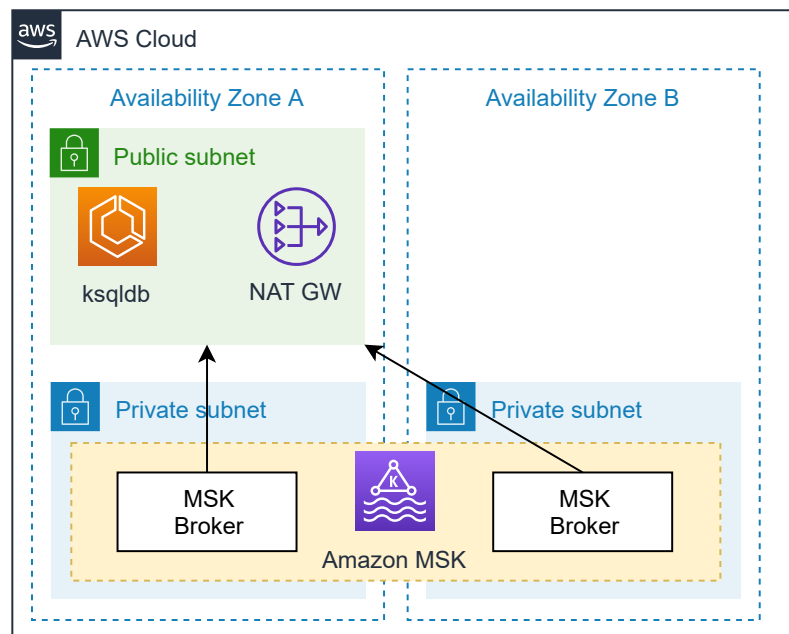 aws
AWS Cloud
Availability Zone A
Availability Zone B
Public subnet
ksqldb
NAT GW
Private subnet
Private subnet
MSK
Broker
K
MSK
Broker
Amazon MSK